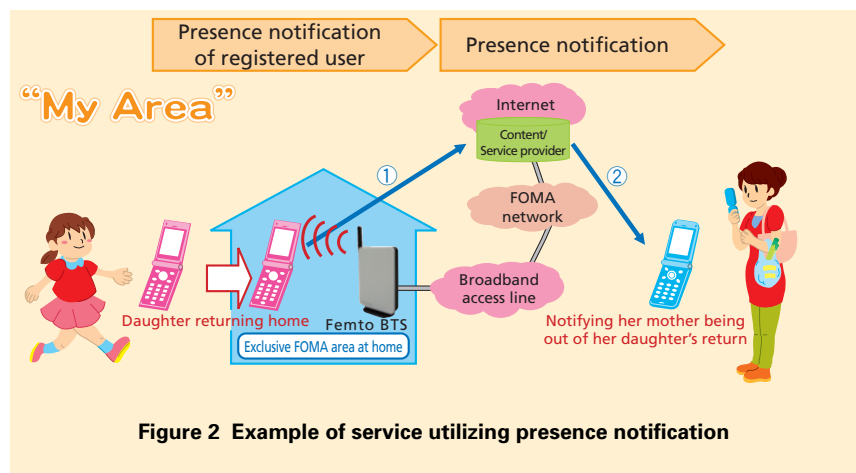 Presence notification
of registered user
Presence notification
“My Area”
Internet
Content/
Service provider
①
②
FOMA
network
Broadband
access line
Daughter returning home
Femto BTS
Exclusive FOMA area at home
Notifying her mother being
out of her daughter’s return
Figure 2 Example of service utilizing presence notification